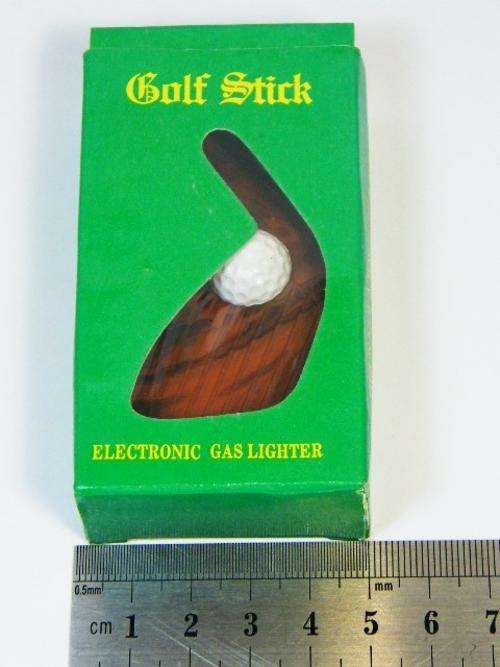 Golf Stick
ELECTRONIC GAS LIGHTER
0.5mm mm
cm 1 2 3 4 5 6 7